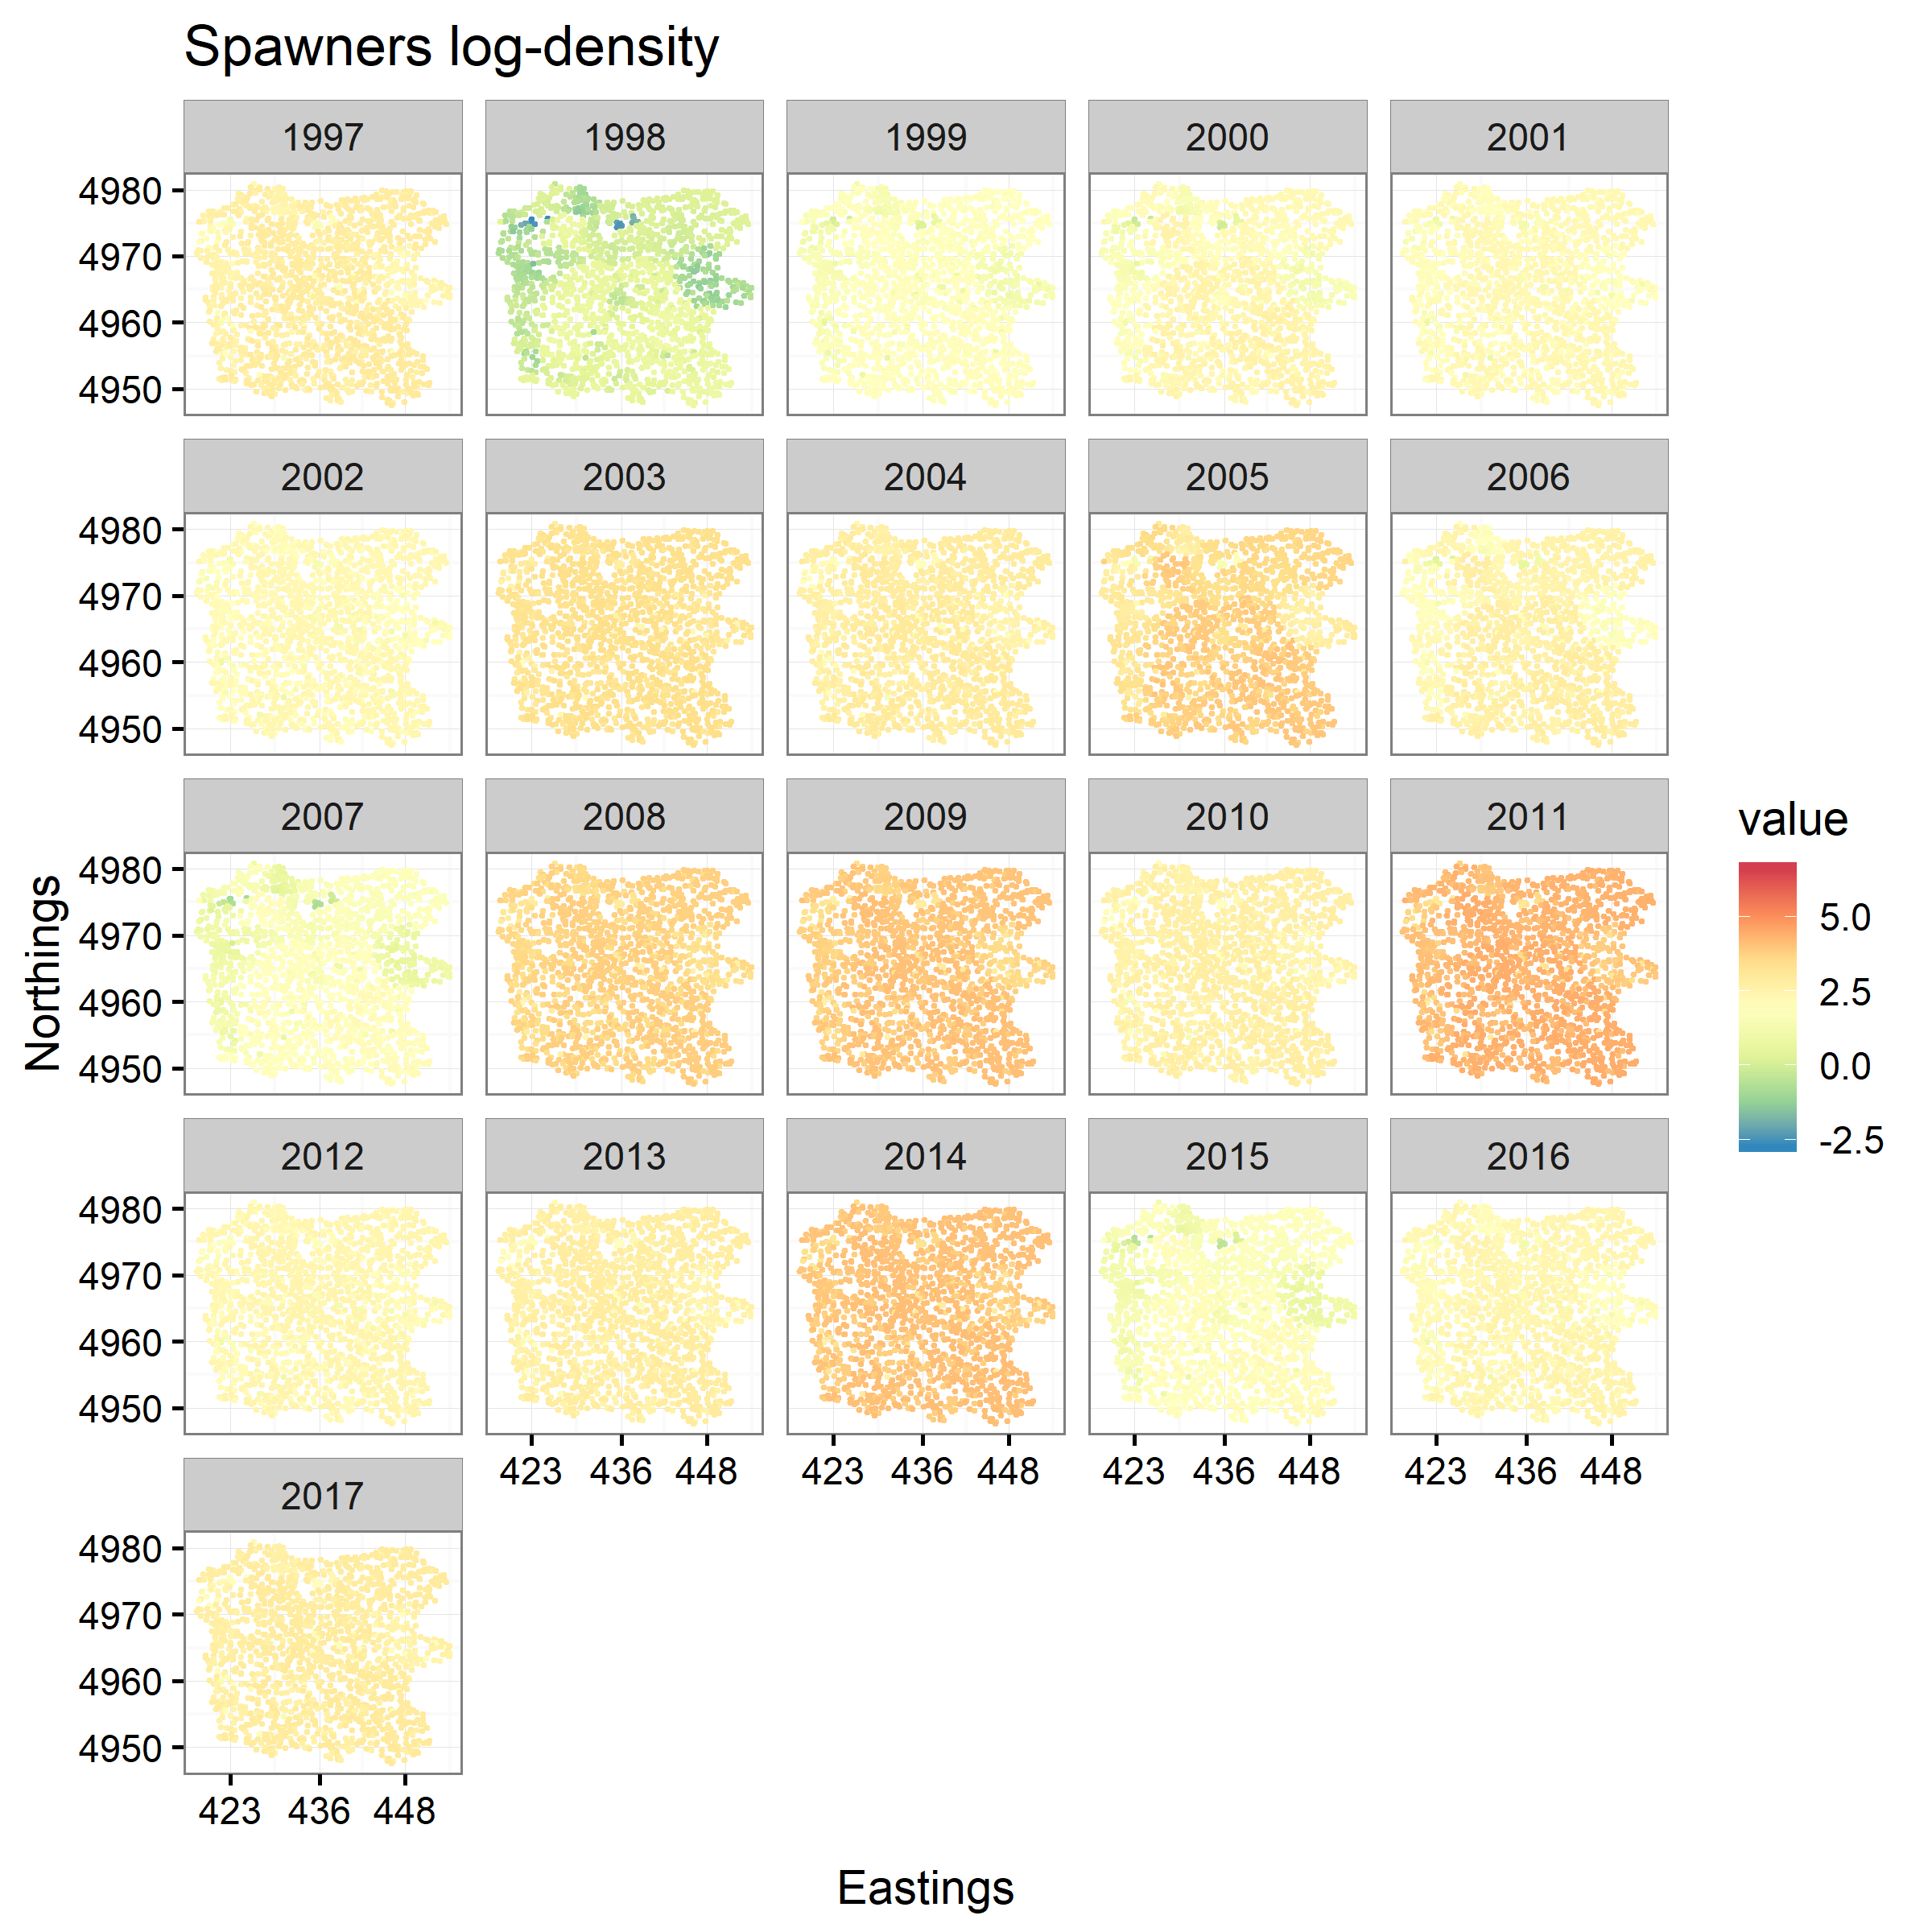 Spawners log-density
1997 1998 1999 2000 2001
4980
4970
4960
4950
2002 2003 2004 2005 2006
4980
4970
4960
4950
2007 2008 2009 2010 2011
4980
4970
4960
4950
2012 2013 2014 2015 2016
4980
4970
4960
4950
423 436 448 423 436 448 423 436 448 423 436 448
2017
4980
4970
4960
4950
423 436 448
Eastings
Northings
value
5.0
2.5
0.0
-2.5